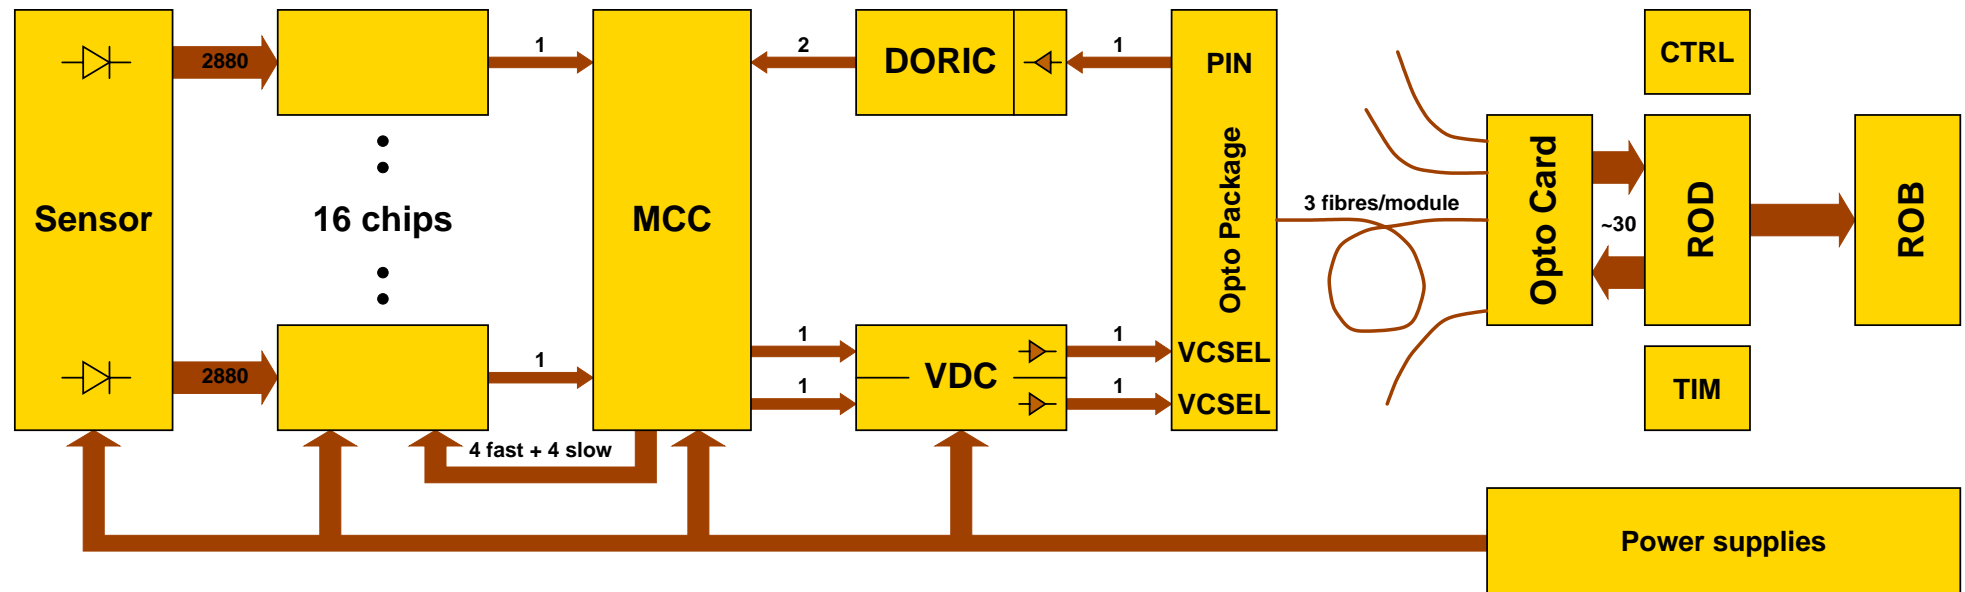 Sensor
2880
2880
16 chips
1
1
4 fast + 4 slow
MCC
2
1
1
DORIC
VDC
1
1
1
PIN
Opto Package
VCSEL
VCSEL
3 fibres/module
Opto Card
~30
CTRL
ROD
TIM
ROB
Power supplies